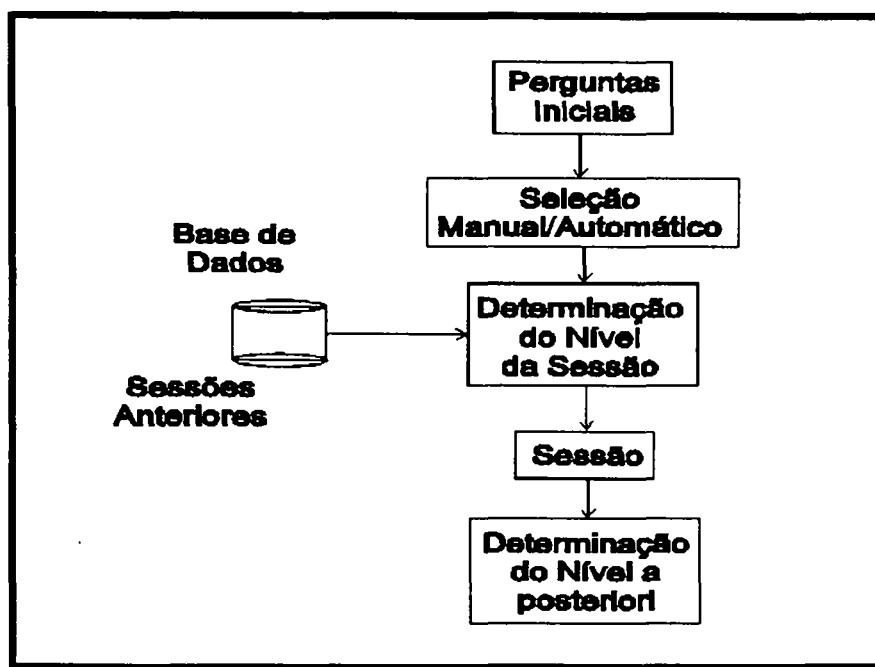 Perguntas
Iniciais
Seleção
Manual/Automático
Base de
Dados
Determinação
do Nível
da Sessão
Sessões
Anteriores
Sessão
Determinação
do Nível a
posteriori